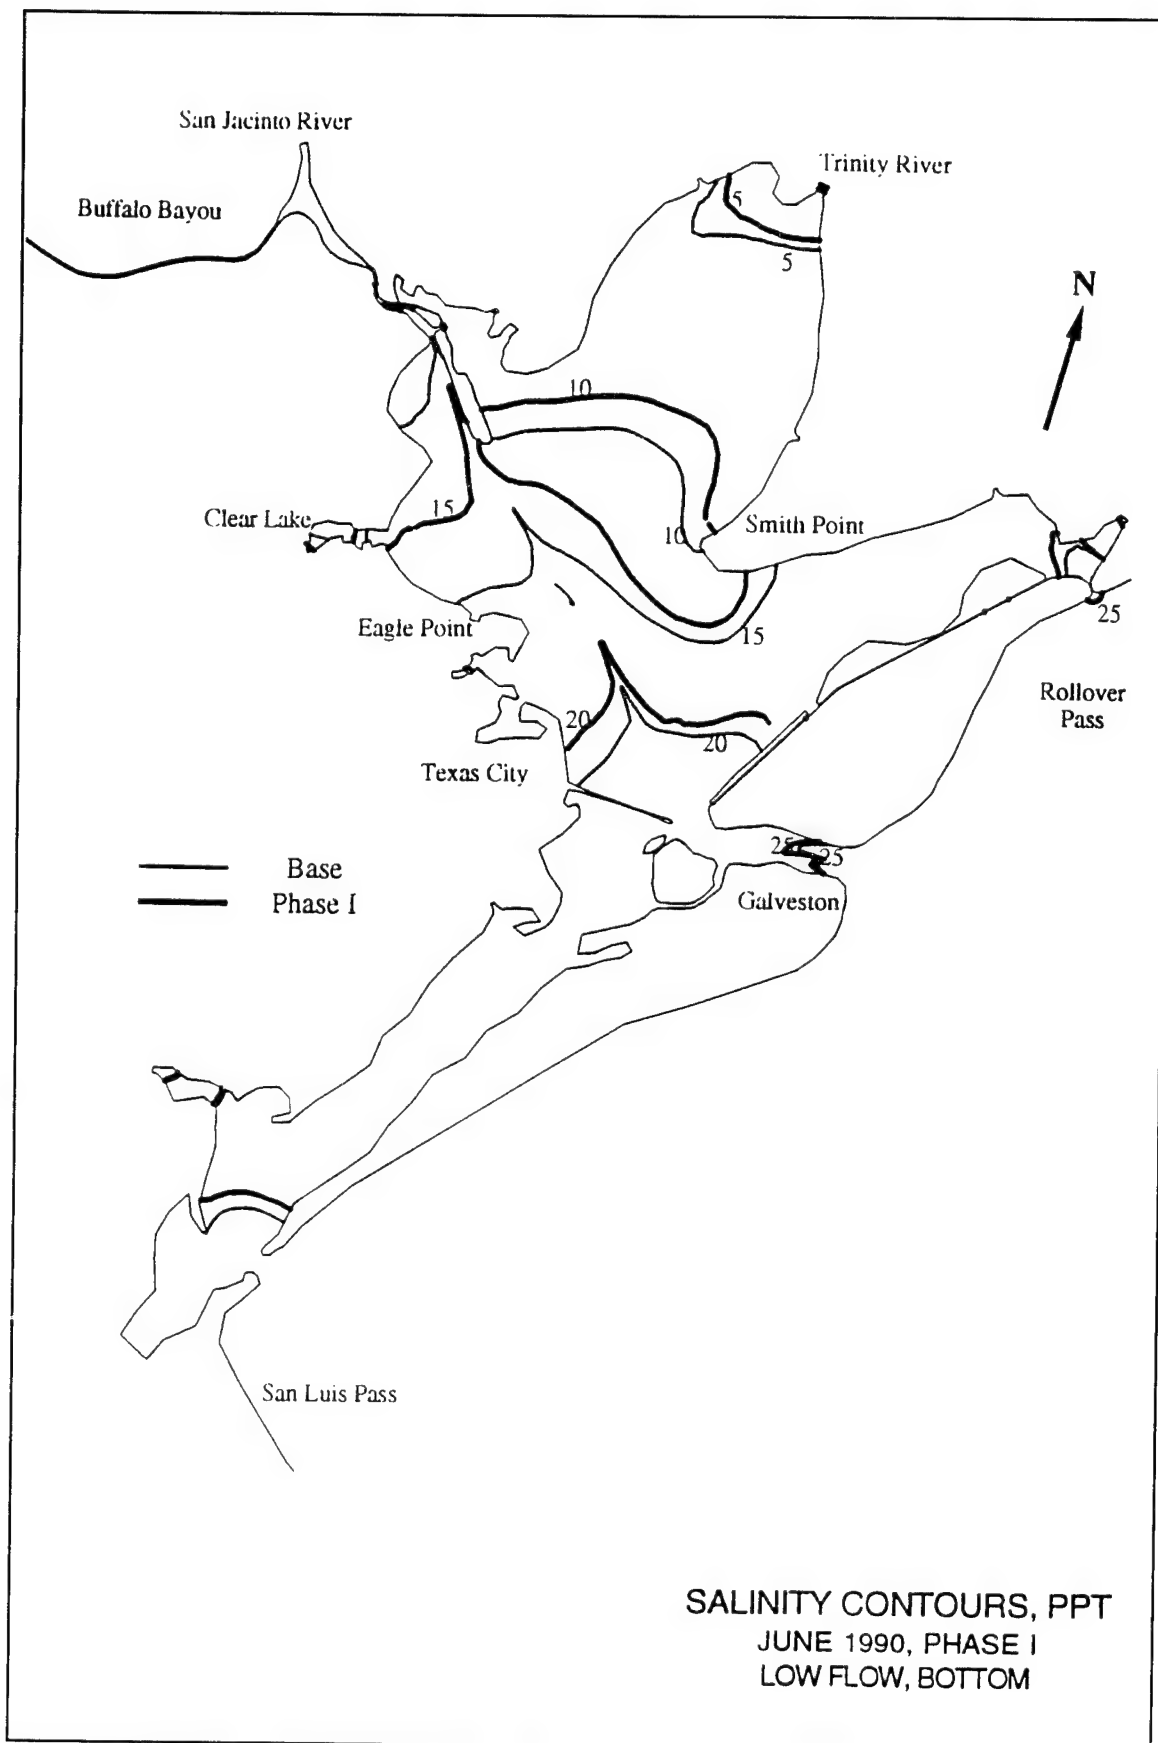 San Jacinto River
Trinity River
Buffalo Bayou
5
5
N
10
15
Clear Lake
10
Smith Point
25
Eagle Point
15
Rollover
Pass
20
20
Texas City
25
25
Base
Phase I
Galveston
San Luis Pass
SALINITY CONTOURS, PPT
JUNE 1990, PHASE I
LOW FLOW, BOTTOM